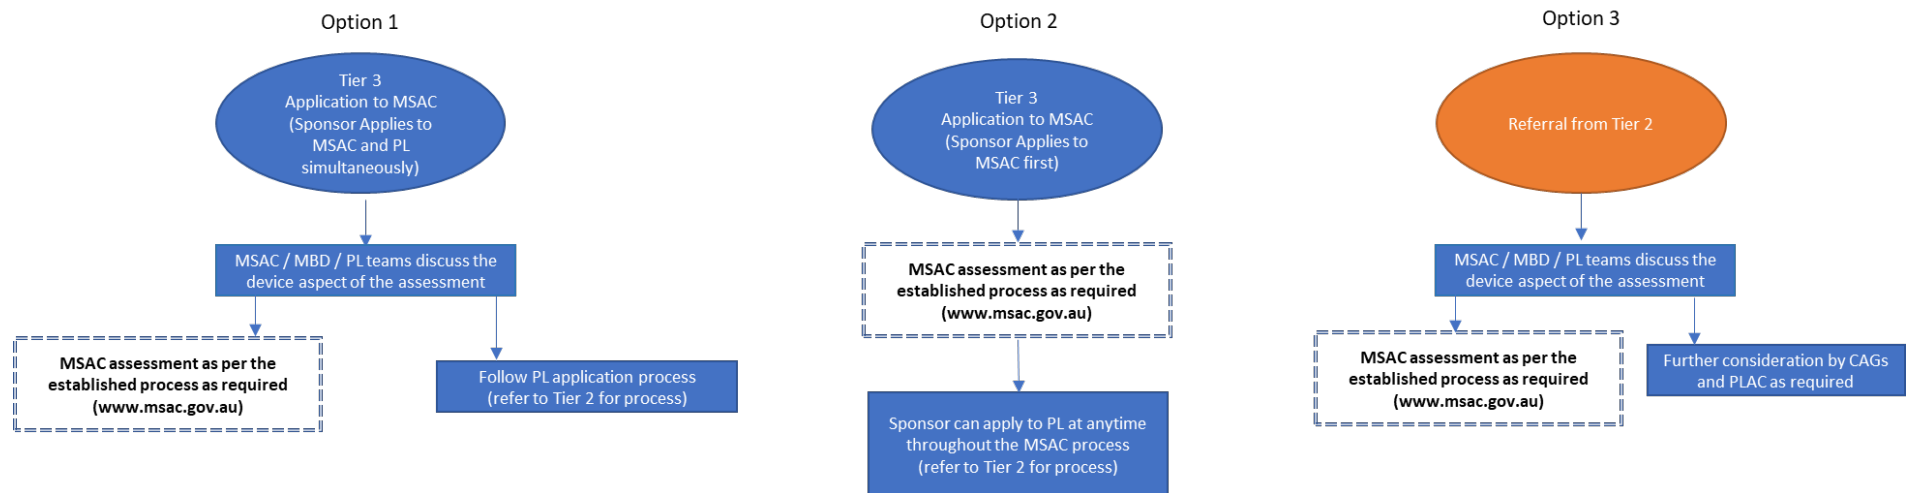 Option 1
Tier 3
Application to MSAC
(Sponsor Applies to
MSAC and PL
simultaneously)
MSAC / MBD / PL teams discuss the
device aspect of the assessment
MSAC assessment as per the
established process as required
(www.msac.gov.au)
Follow PL application process
(refer to Tier 2 for process)
Option 2
Tier 3
Application to MSAC
(Sponsor Applies to
MSAC first)
MSAC assessment as per the
established process as required
(www.msac.gov.au)
Sponsor can apply to PL at anytime
throughout the MSAC process
(refer to Tier 2 for process)
Option 3
Referral from Tier 2
MSAC / MBD / PL teams discuss the
device aspect of the assessment
MSAC assessment as per the
established process as required
(www.msac.gov.au)
Further consideration by CAGs
and PLAC as required